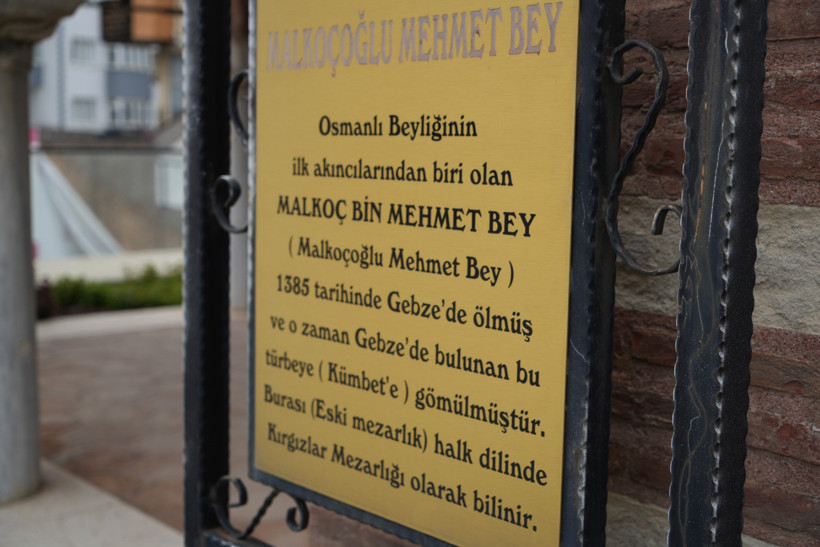 MALKOÇOĞLU MEHMET BEY
Osmanlı Beyliğinin
ilk akıncılarından biri olan
MALKOÇ BİN MEHMET BEY
( Malkoçoğlu Mehmet Bey )
1385 tarihinde Gebze'de ölmüş
ve o zaman Gebze'de bulunan bu
türbeye ( Kümbet'e ) gömülmüştür.
Burası (Eski mezarlık) halk dilinde
Kırgızlar Mezarlığı olarak bilinir.